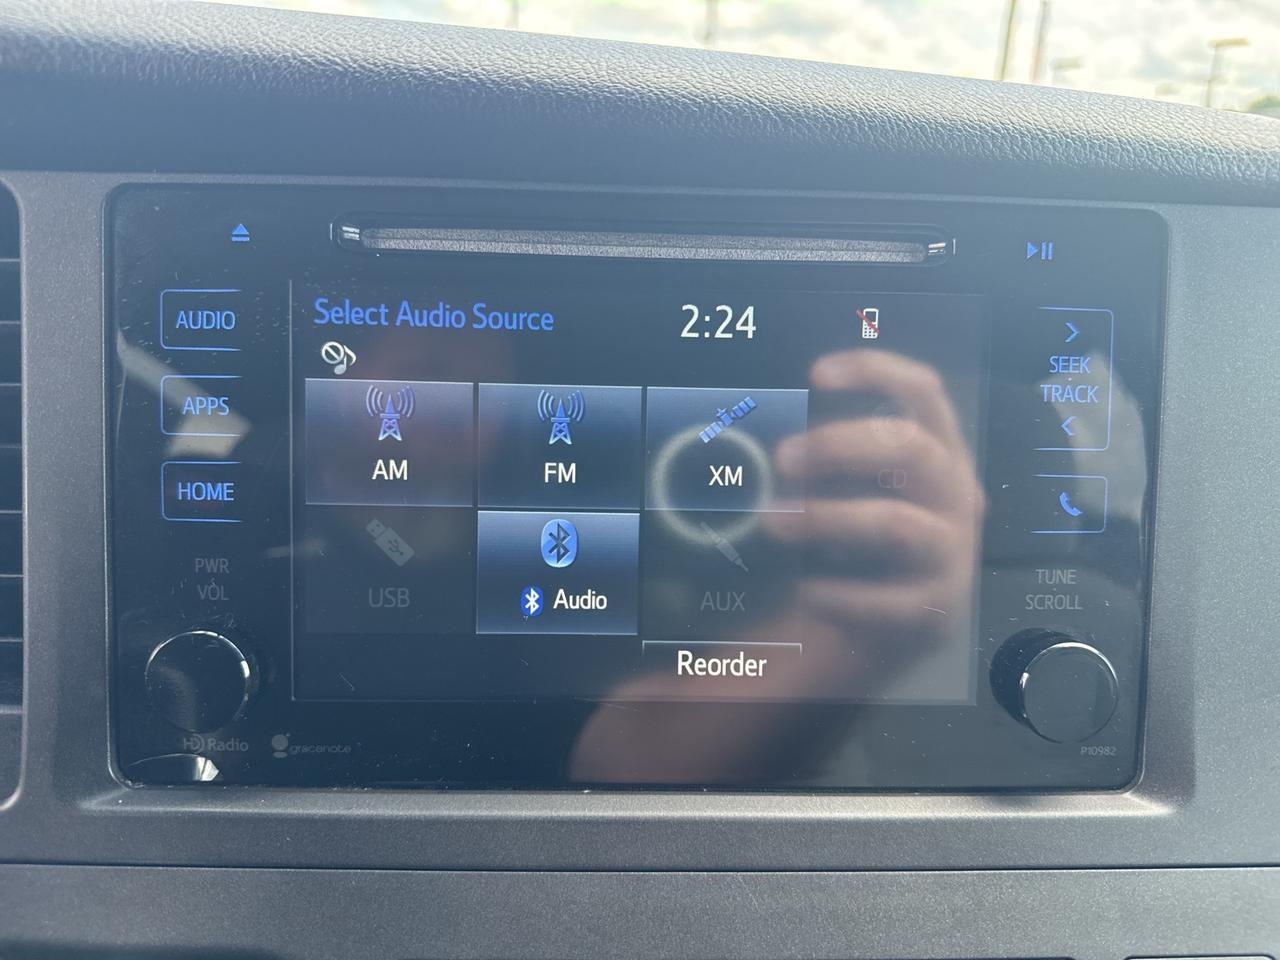 Select Audio Source
2:24
AUDIO
APPS
HOME
PWR
VOL
AM
FM
XM
CD
USB
Audio
AUX
Reorder
SEEK
TRACK
TUNE
SCROLL
HD Radio
gracenote
P10982